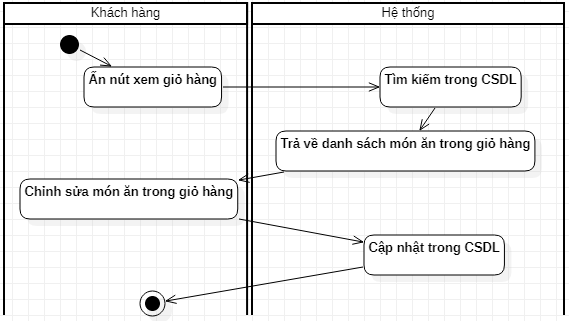 Khách hàng
Hệ thống
Ấn nút xem giỏ hàng
Tìm kiếm trong CSDL
Trả về danh sách món ăn trong giỏ hàng
Chỉnh sửa món ăn trong giỏ hàng
Cập nhật trong CSDL